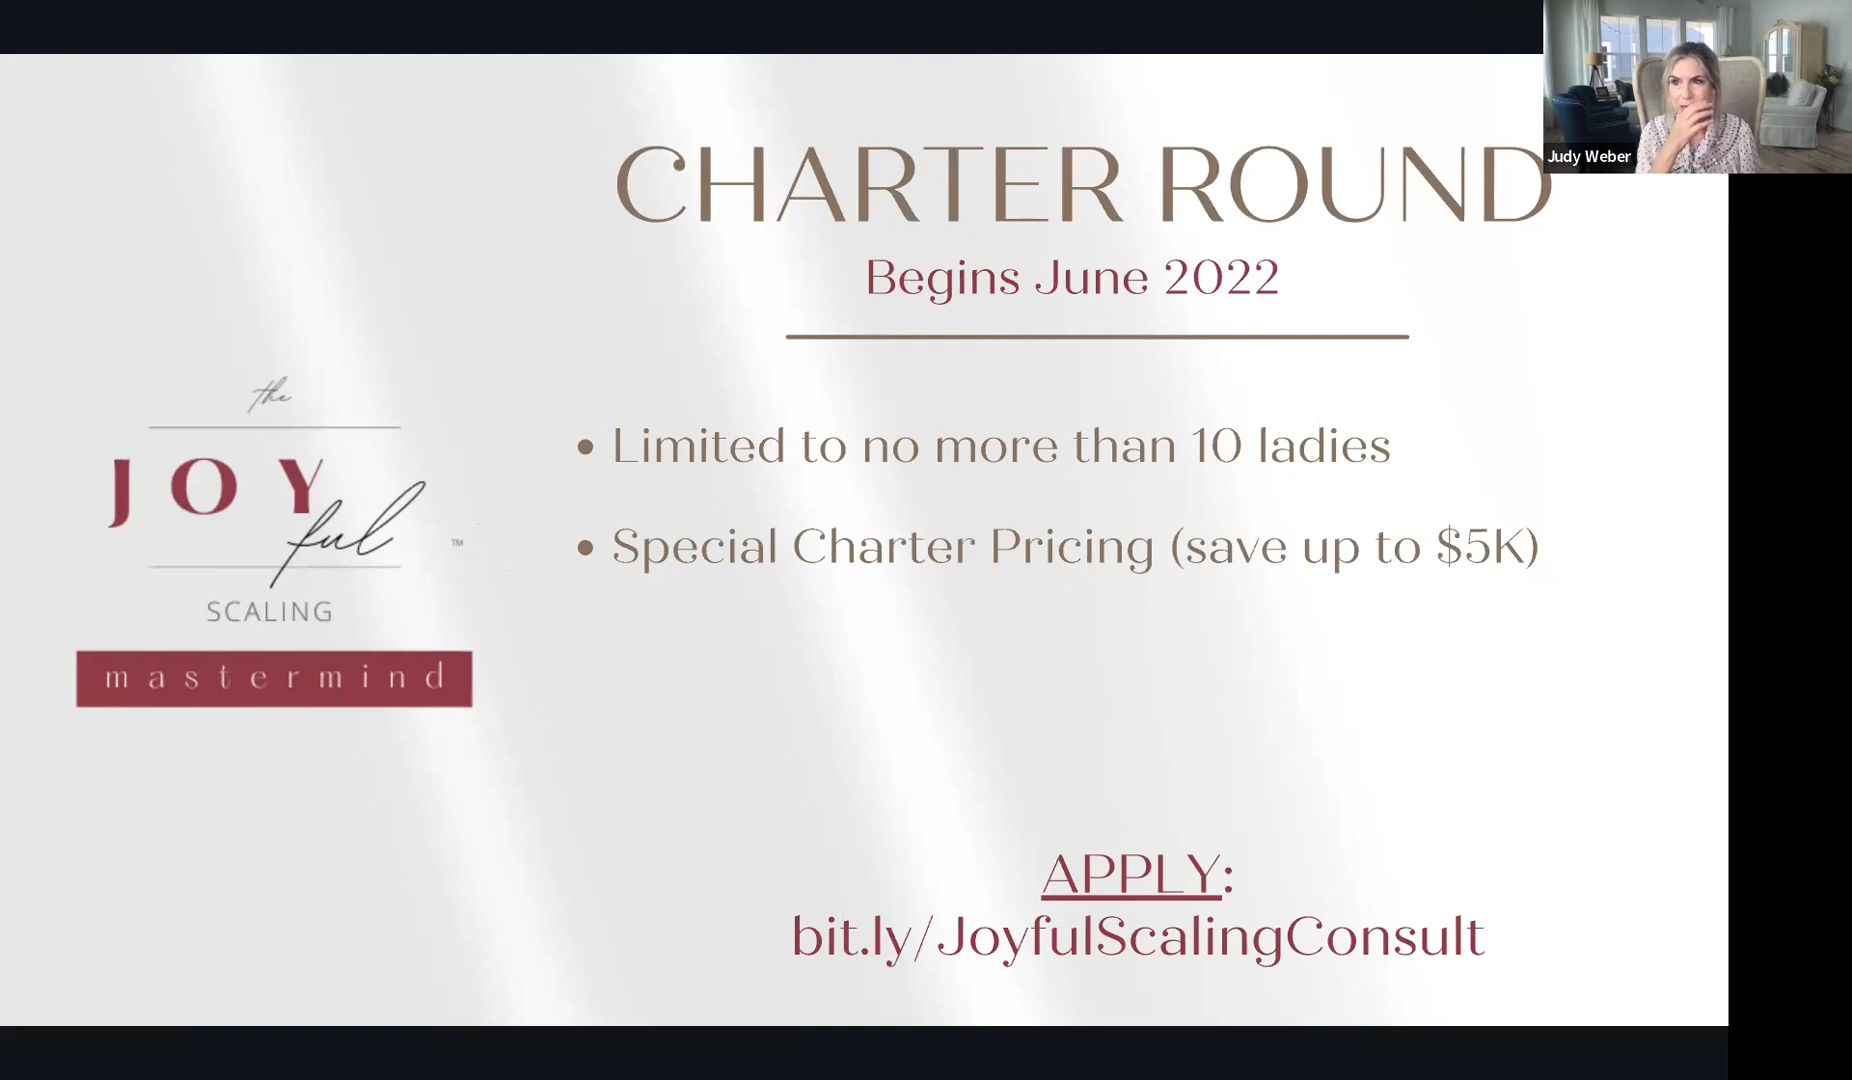 CHARTER ROUND
Begins June 2022
• Limited to no more than 10 ladies
• Special Charter Pricing (save up to $5K)
the
JOY
ful
™
SCALING
mastermind
APPLY:
bit.ly/JoyfulScalingConsult
Judy Weber